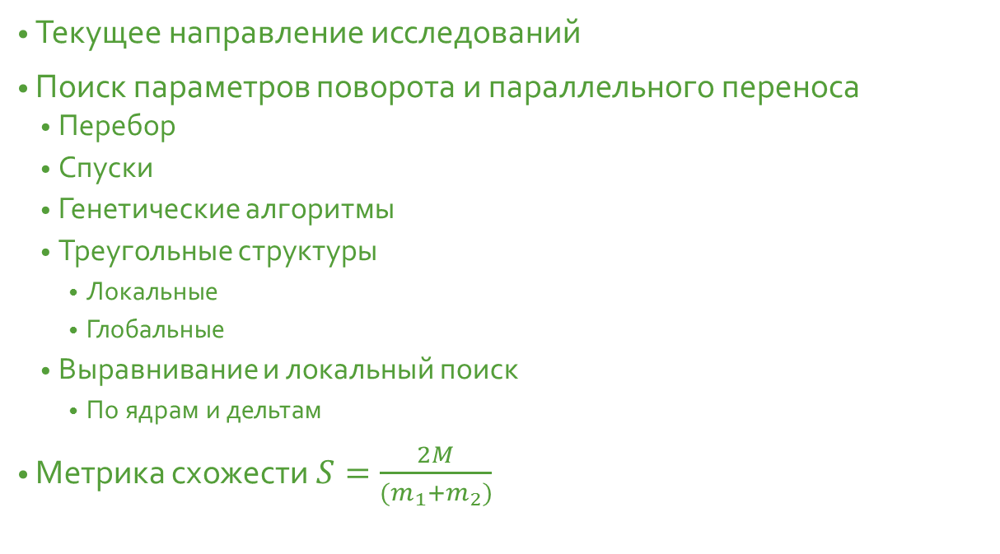 • Текущее направление исследований
• Поиск параметров поворота и параллельного переноса
• Перебор
• Спуски
• Генетические алгоритмы
• Треугольные структуры
• Локальные
• Глобальные
• Выравнивание и локальный поиск
• По ядрам и дельтам
• Метрика схожести $S = \frac{2M}{(m_1+m_2)}$